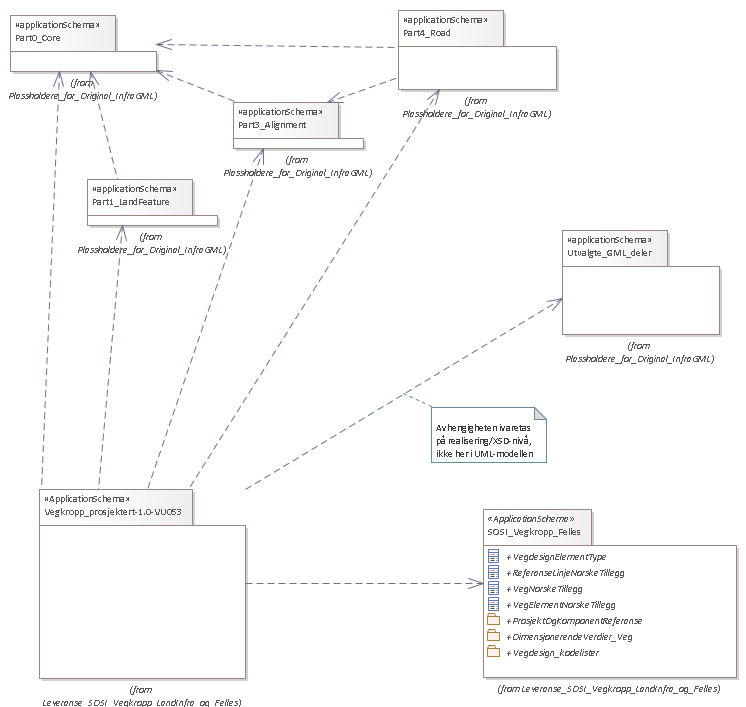 «applicationSchema»
Part0_Core
(from
Plassholdere_for_Original_InfraGML)
«applicationSchema»
Part4_Road
(from
Plassholdere_for_Original_InfraGML)
«applicationSchema»
Part3_Alignment
(from
Plassholdere_for_Original_InfraGML)
«applicationSchema»
Part1_LandFeature
(from
Plassholdere_for_Original_InfraGML)
«applicationSchema»
Utvalgte_GML_deler
(from
Plassholdere_for_Original_InfraGML)
Avhengigheten ivaretas
på realisering/XSD-nivå,
ikke her i UML-modellen
«ApplicationSchema»
Vegkropp_prosjektert-1.0-VU053
(from
Leveranse_SOSI_Vegkropp_LandInfra_og_Felles)
«ApplicationSchema»
SOSI_Vegkropp_Felles
+ VegdesignElementType
+ ReferanseLinjeNorskeTillegg
+ VegNorskeTillegg
+ VegElementNorskeTillegg
+ ProsjektOgKomponentReferanse
+ DimensjonerendeVerdier_Veg
+ Vegdesign_kodelister
(from Leveranse_SOSI_Vegkropp_LandInfra_og_Felles)